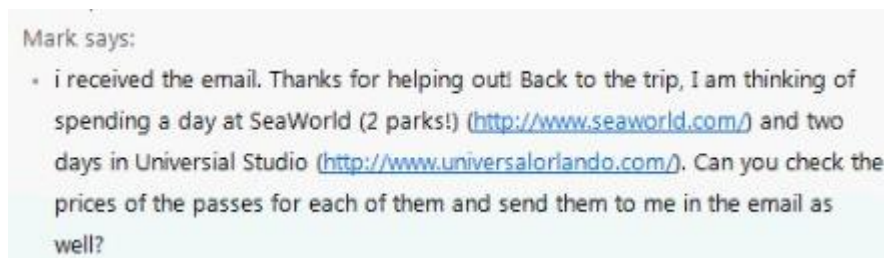 Mark says:
• i received the email. Thanks for helping out! Back to the trip, I am thinking of
spending a day at SeaWorld (2 parks!) (http://www.seaworld.com/) and two
days in Universial Studio (http://www.universalorlando.com/). Can you check the
prices of the passes for each of them and send them to me in the email as
well?